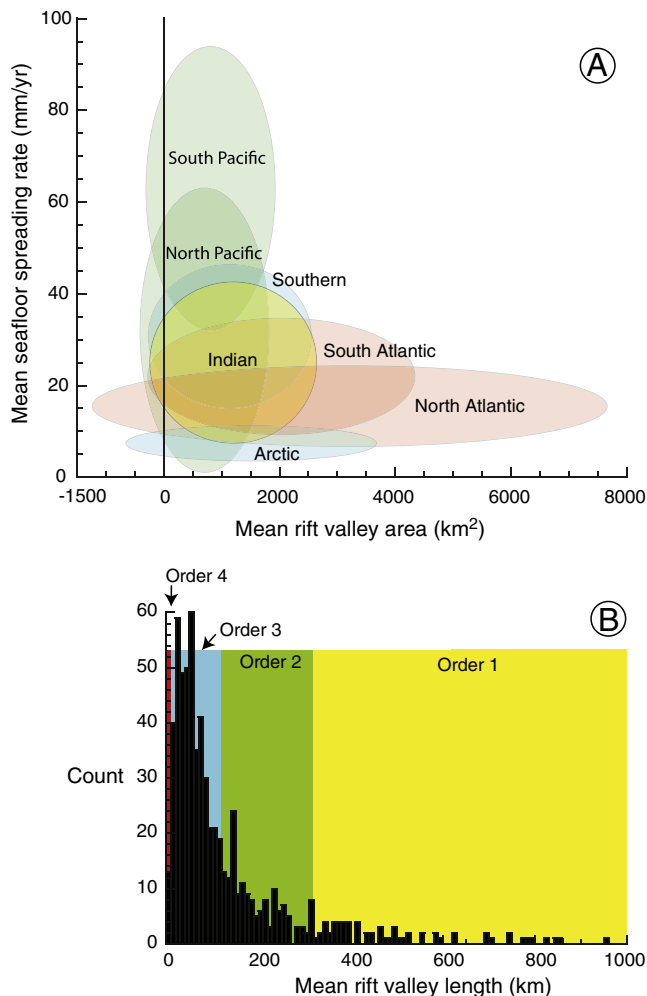 A
100
80
60
40
20
0
Mean seafloor spreading rate (mm/yr)
South Pacific
North Pacific
Southern
Indian
South Atlantic
North Atlantic
Arctic
-1500 0 2000 4000 6000 8000
Mean rift valley area (km²)
B
Order 4
Order 3
Order 2
Order 1
60
50
40
30
20
10
0
Count
0 200 400 600 800 1000
Mean rift valley length (km)